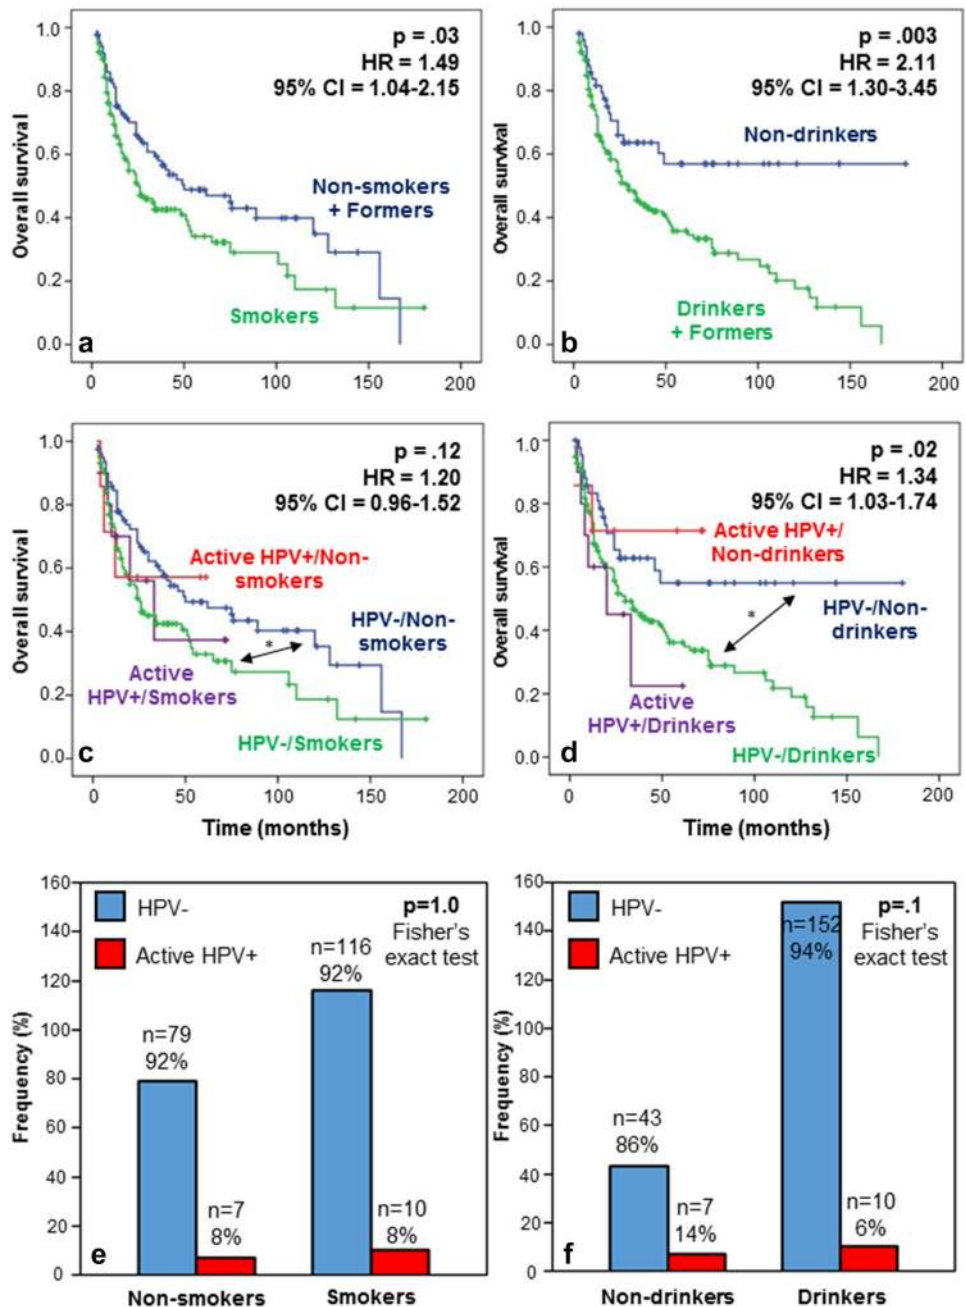 p = .03
HR = 1.49
95% CI = 1.04-2.15
Non-smokers
+ Formers
Smokers
Overall survival
1.0
0.8
0.6
0.4
0.2
0.0
a
0 50 100 150 200
p = .003
HR = 2.11
95% CI = 1.30-3.45
Non-drinkers
Drinkers
+ Formers
Overall survival
1.0
0.8
0.6
0.4
0.2
0.0
b
0 50 100 150 200
p = .12
HR = 1.20
95% CI = 0.96-1.52
Active HPV+/Non-
smokers
HPV-/Non-
smokers
*
Active
HPV+/Smokers
HPV-/Smokers
Overall survival
1.0
0.8
0.6
0.4
0.2
0.0
c
0 50 100 150 200
Time (months)
p = .02
HR = 1.34
95% CI = 1.03-1.74
Active HPV+/
Non-drinkers
HPV-/Non-
drinkers
*
Active
HPV+/Drinkers
HPV-/Drinkers
Overall survival
1.0
0.8
0.6
0.4
0.2
0.0
d
0 50 100 150 200
Time (months)
HPV-
Active HPV+
p=1.0
Fisher's
exact test
n=116
92%
n=79
92%
n=7
8%
n=10
8%
Frequency (%)
160
140
120
100
80
60
40
20
0
e
Non-smokers Smokers
HPV-
Active HPV+
p=.1
Fisher's
exact test
n=152
94%
n=43
86%
n=7
14%
n=10
6%
Frequency (%)
160
140
120
100
80
60
40
20
0
f
Non-drinkers Drinkers